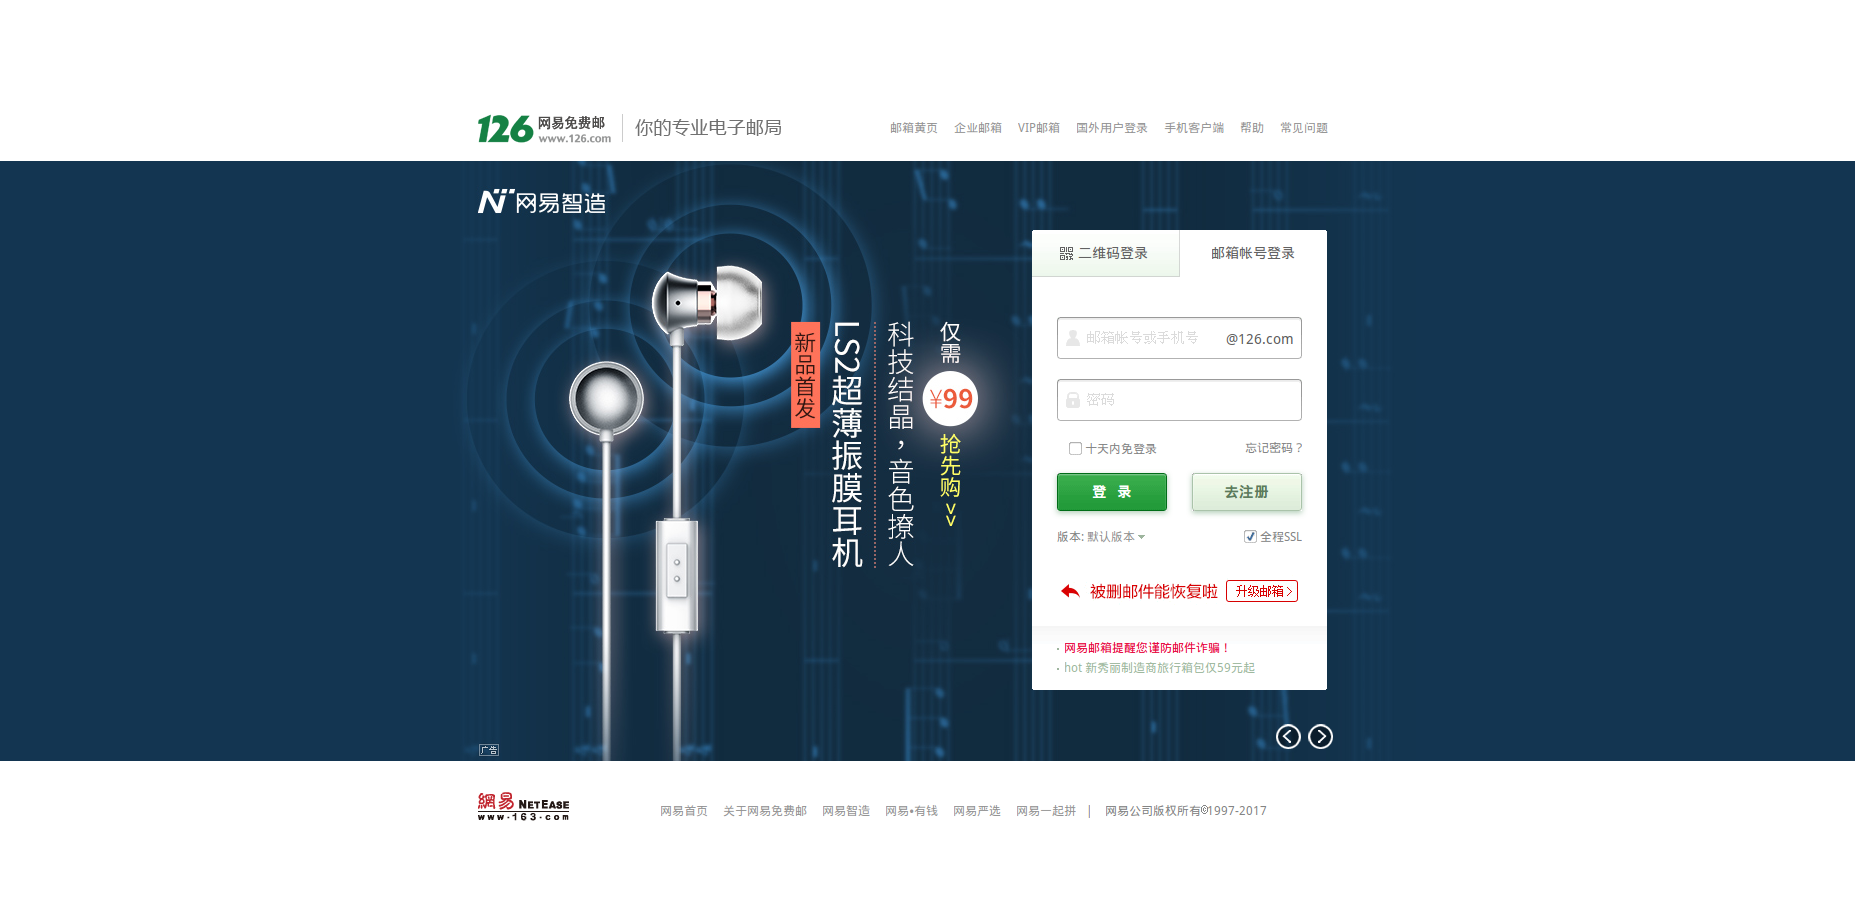 126 网易免费邮
www.126.com
你的专业电子邮局
邮箱黄页 企业邮箱 VIP邮箱 国外用户登录 手机客户端 帮助 常见问题
网易智造
新品首发
LS2超薄振膜耳机
科技结晶，音色撩人
仅需
¥99
抢先购>>
二维码登录
邮箱帐号登录
邮箱帐号或手机号 @126.com
密码
十天内免登录 忘记密码？
登 录 去注册
版本: 默认版本 全程SSL
被删邮件能恢复啦 升级邮箱>
· 网易邮箱提醒您谨防邮件诈骗！
· hot 新秀丽制造商旅行箱包仅59元起
广告
網易 NETEASE
www.163.com
网易首页 关于网易免费邮 网易智造 网易•有钱 网易严选 网易一起拼 | 网易公司版权所有©1997-2017